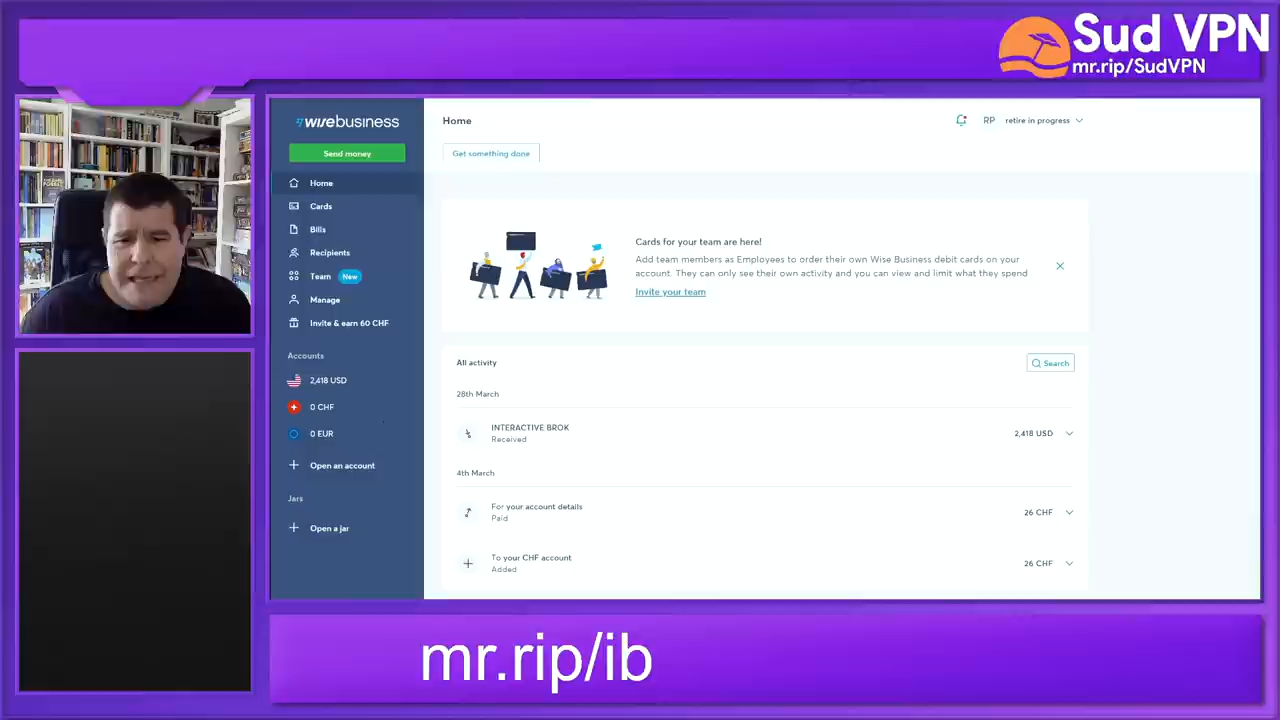 Sud VPN
mr.rip/SudVPN
wisebusiness
Send money
Home
Cards
Bills
Recipients
Team New
Manage
Invite & earn 60 CHF
Accounts
2,418 USD
0 CHF
0 EUR
Open an account
Jars
Open a jar
Home
RP retire in progress
Get something done
Cards for your team are here!
Add team members as Employees to order their own Wise Business debit cards on your
account. They can only see their own activity and you can view and limit what they spend
Invite your team
All activity
Search
28th March
INTERACTIVE BROK
Received
2,418 USD
4th March
For your account details
Paid
26 CHF
To your CHF account
Added
26 CHF
mr.rip/ib